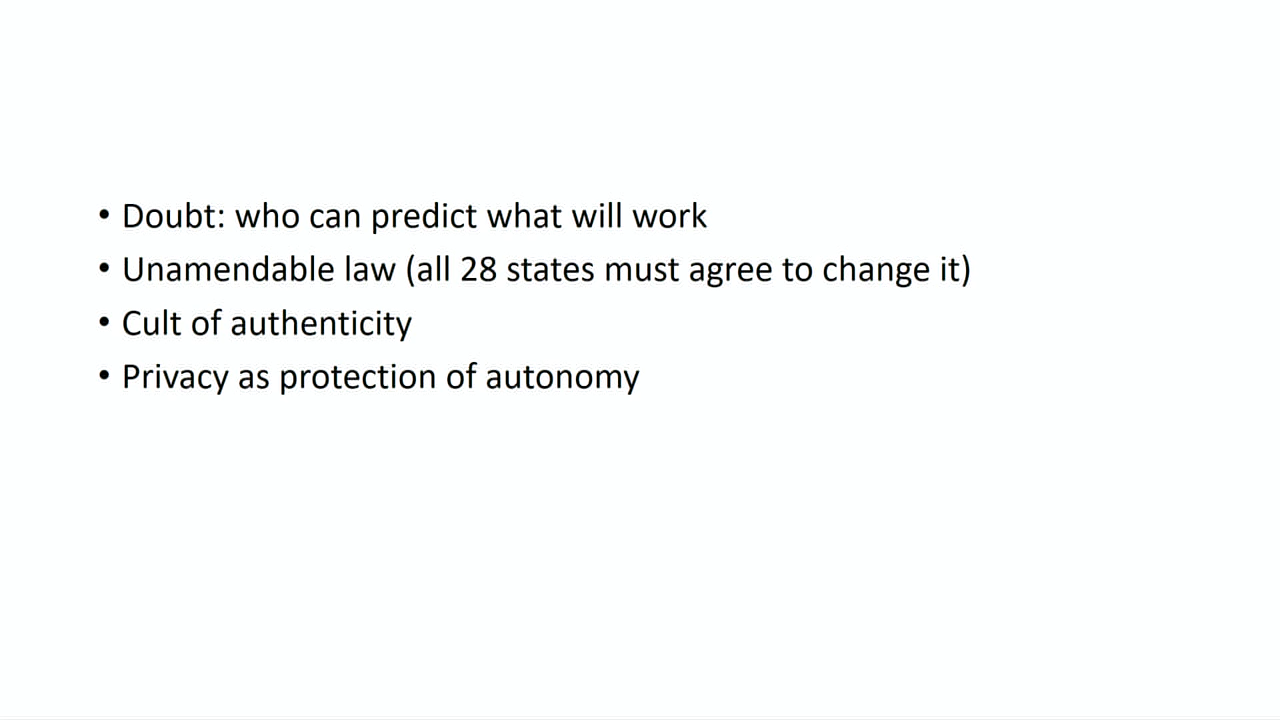 • Doubt: who can predict what will work
• Unamendable law (all 28 states must agree to change it)
• Cult of authenticity
• Privacy as protection of autonomy